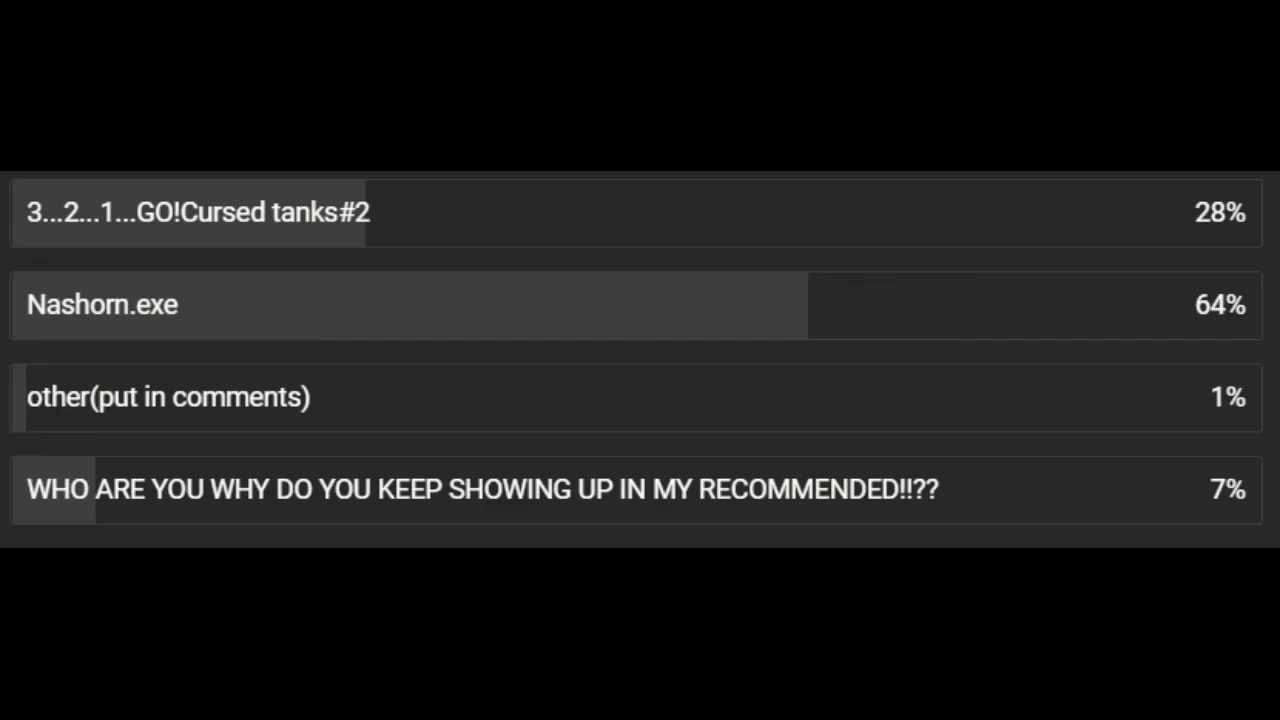 3...2...1...GO!Cursed tanks#2 28%
Nashorn.exe 64%
other(put in comments) 1%
WHO ARE YOU WHY DO YOU KEEP SHOWING UP IN MY RECOMMENDED!!?? 7%